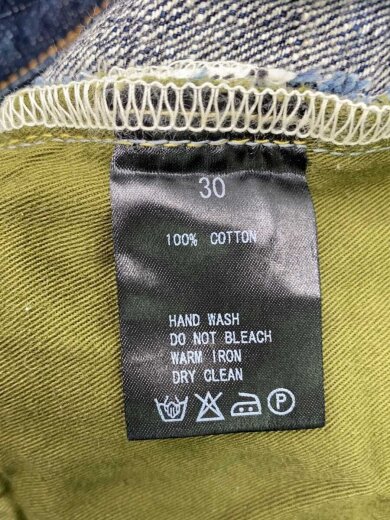 30
100% COTTON
HAND WASH
DO NOT BLEACH
WARM IRON
DRY CLEAN
P